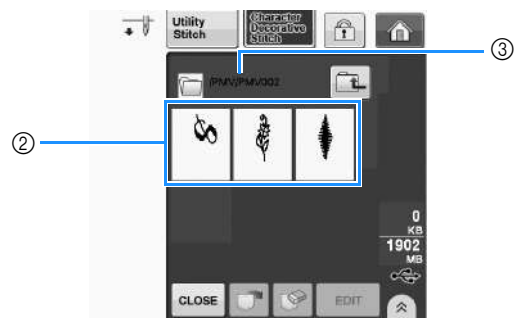 Utility
Stitch
Character
Decorative
Stitch
③
/PMV/PMV002
②
0
KB
1902
MB
CLOSE
EDIT